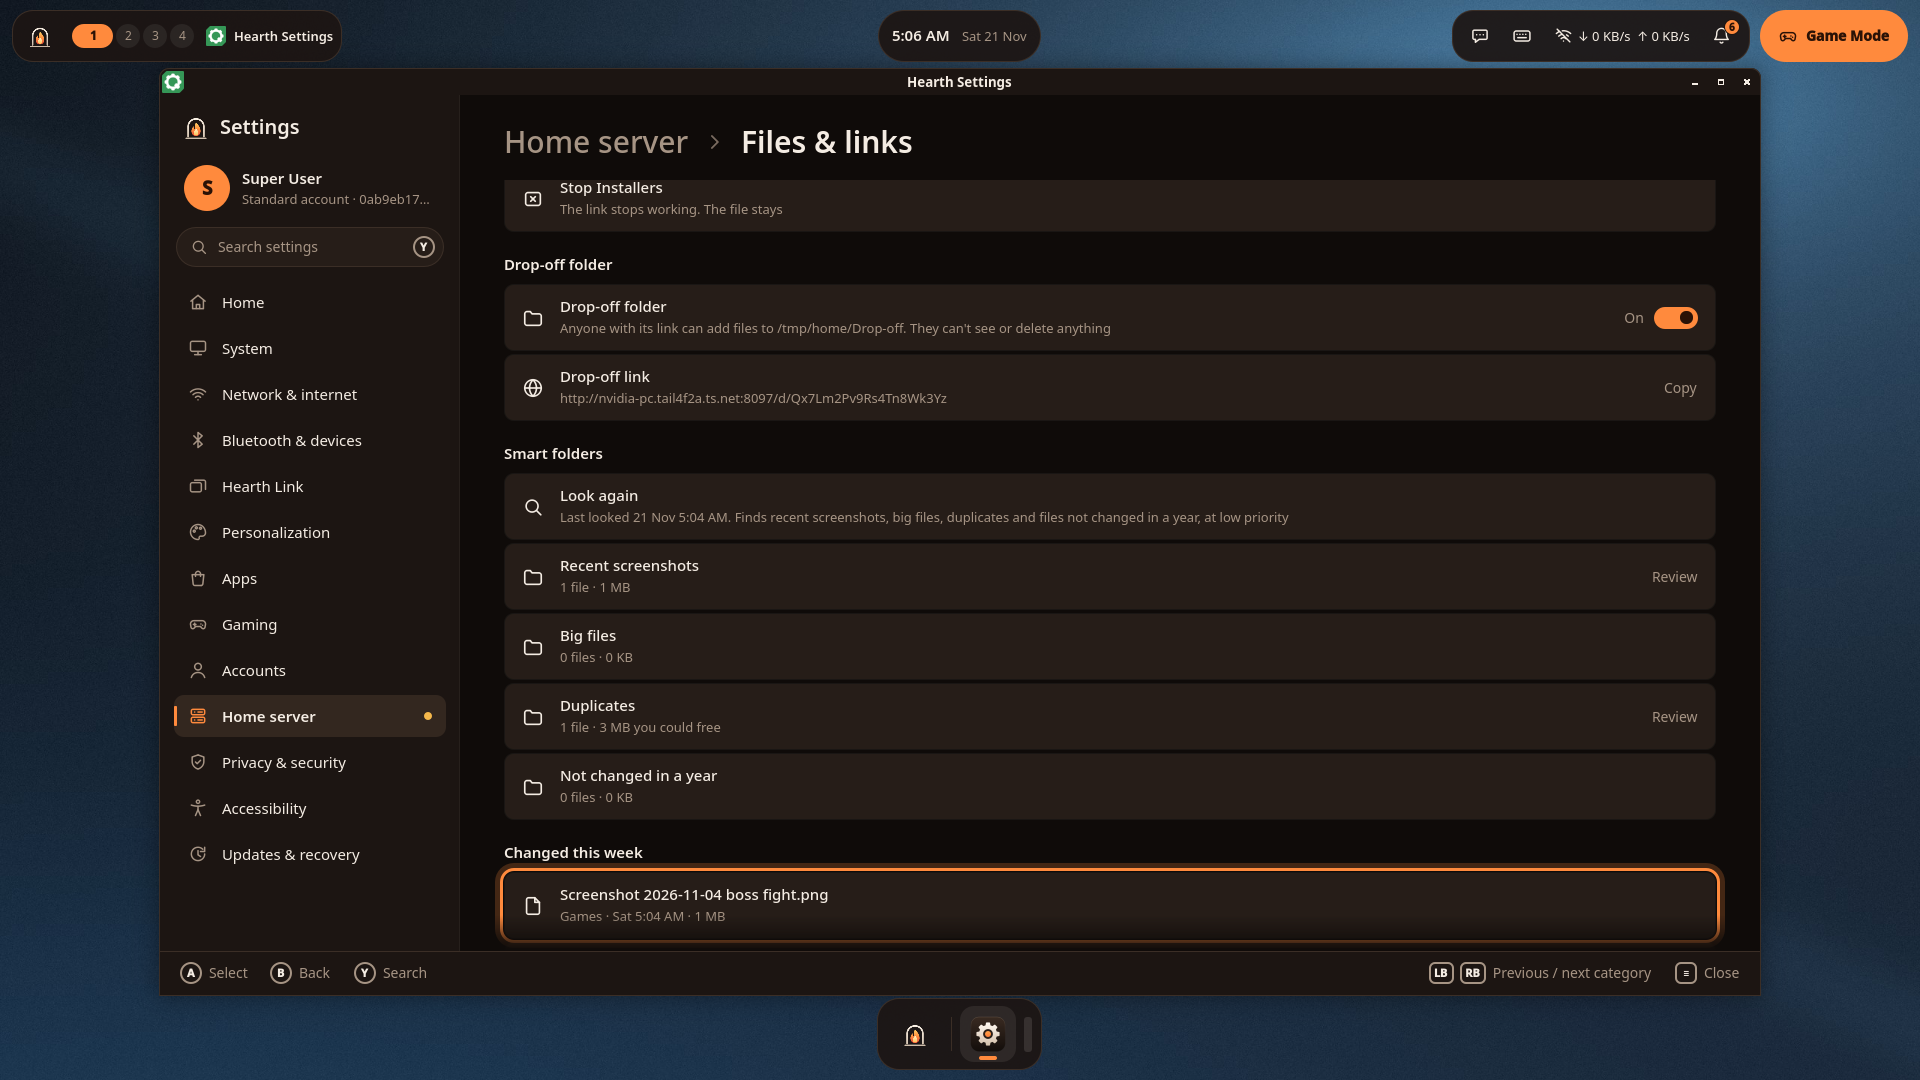 1 2 3 4 Hearth Settings
5:06 AM Sat 21 Nov
↓ 0 KB/s ↑ 0 KB/s 6 Game Mode
Hearth Settings
Settings
S
Super User
Standard account · 0ab9eb17...
Search settings Y
Home
System
Network & internet
Bluetooth & devices
Hearth Link
Personalization
Apps
Gaming
Accounts
Home server
Privacy & security
Accessibility
Updates & recovery
Home server > Files & links
Stop Installers
The link stops working. The file stays
Drop-off folder
Drop-off folder
Anyone with its link can add files to /tmp/home/Drop-off. They can't see or delete anything
On
Drop-off link
http://nvidia-pc.tail4f2a.ts.net:8097/d/Qx7Lm2Pv9Rs4Tn8Wk3Yz
Copy
Smart folders
Look again
Last looked 21 Nov 5:04 AM. Finds recent screenshots, big files, duplicates and files not changed in a year, at low priority
Recent screenshots
1 file · 1 MB
Review
Big files
0 files · 0 KB
Duplicates
1 file · 3 MB you could free
Review
Not changed in a year
0 files · 0 KB
Changed this week
Screenshot 2026-11-04 boss fight.png
Games · Sat 5:04 AM · 1 MB
A Select B Back Y Search
LB RB Previous / next category ≡ Close